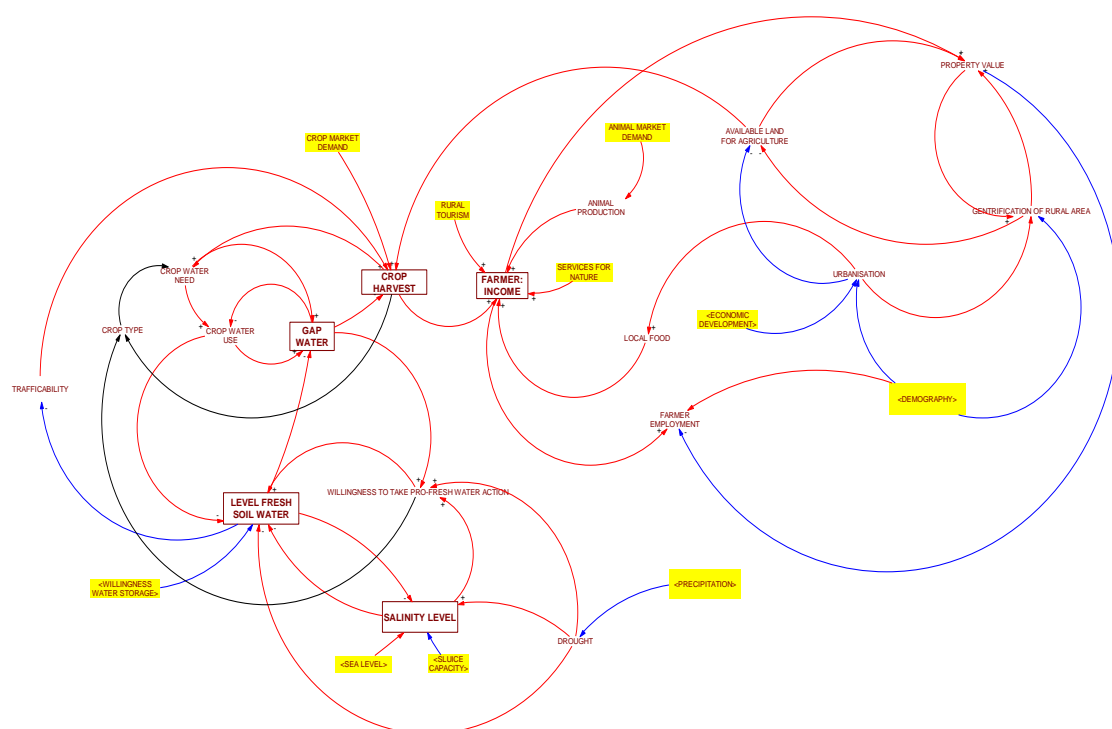 PROPERTY VALUE
CROP MARKET
DEMAND
ANIMAL MARKET
DEMAND
AVAILABLE LAND
FOR AGRICULTURE
RURAL
TOURISM
ANIMAL
PRODUCTION
GENTRIFICATION OF RURAL AREA
CROP WATER
NEED
CROP
HARVEST
FARMER:
INCOME
SERVICES FOR
NATURE
URBANISATION
CROP TYPE
CROP WATER
USE
GAP
WATER
<ECONOMIC
DEVELOPMENT>
LOCAL FOOD
TRAFFICABILITY
<DEMOGRAPHY>
FARMER
EMPLOYMENT
WILLINGNESS TO TAKE PRO-FRESH WATER ACTION
LEVEL FRESH
SOIL WATER
<WILLINGNESS
WATER STORAGE>
<PRECIPITATION>
SALINITY LEVEL
DROUGHT
<SEA LEVEL>
<SLUICE
CAPACITY>